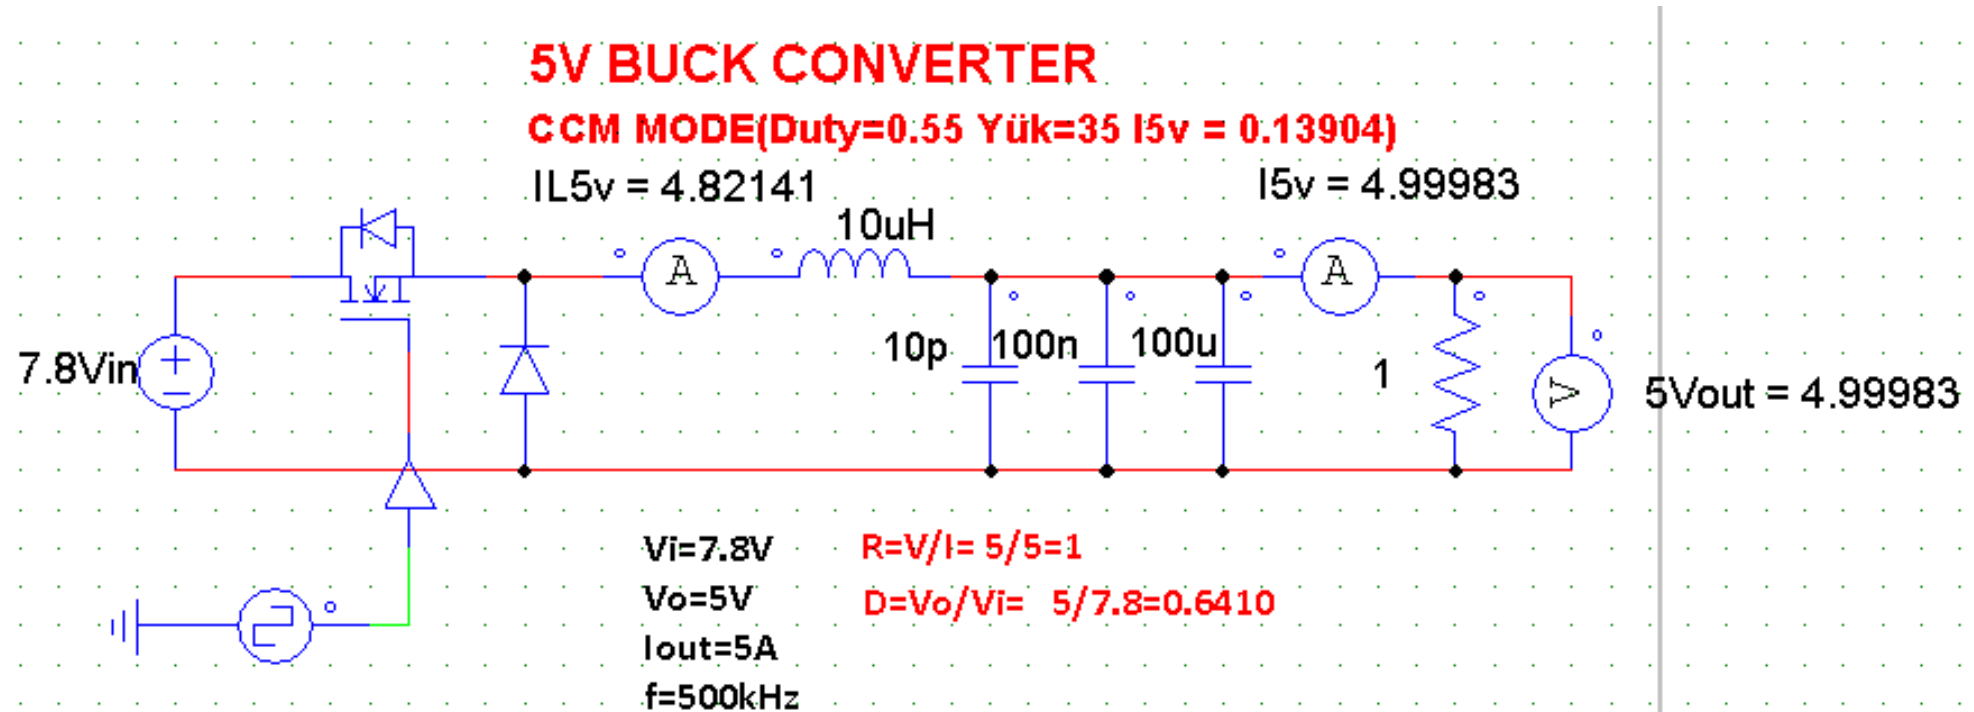 5V BUCK CONVERTER
CCM MODE(Duty=0.55 Yük=35 I5v = 0.13904)
IL5v = 4.82141
I5v = 4.99983
10uH
A
A
7.8Vin
10p
100n
100u
1
V
5Vout = 4.99983
Vi=7.8V
R=V/I= 5/5=1
Vo=5V
D=Vo/Vi= 5/7.8=0.6410
Iout=5A
f=500kHz